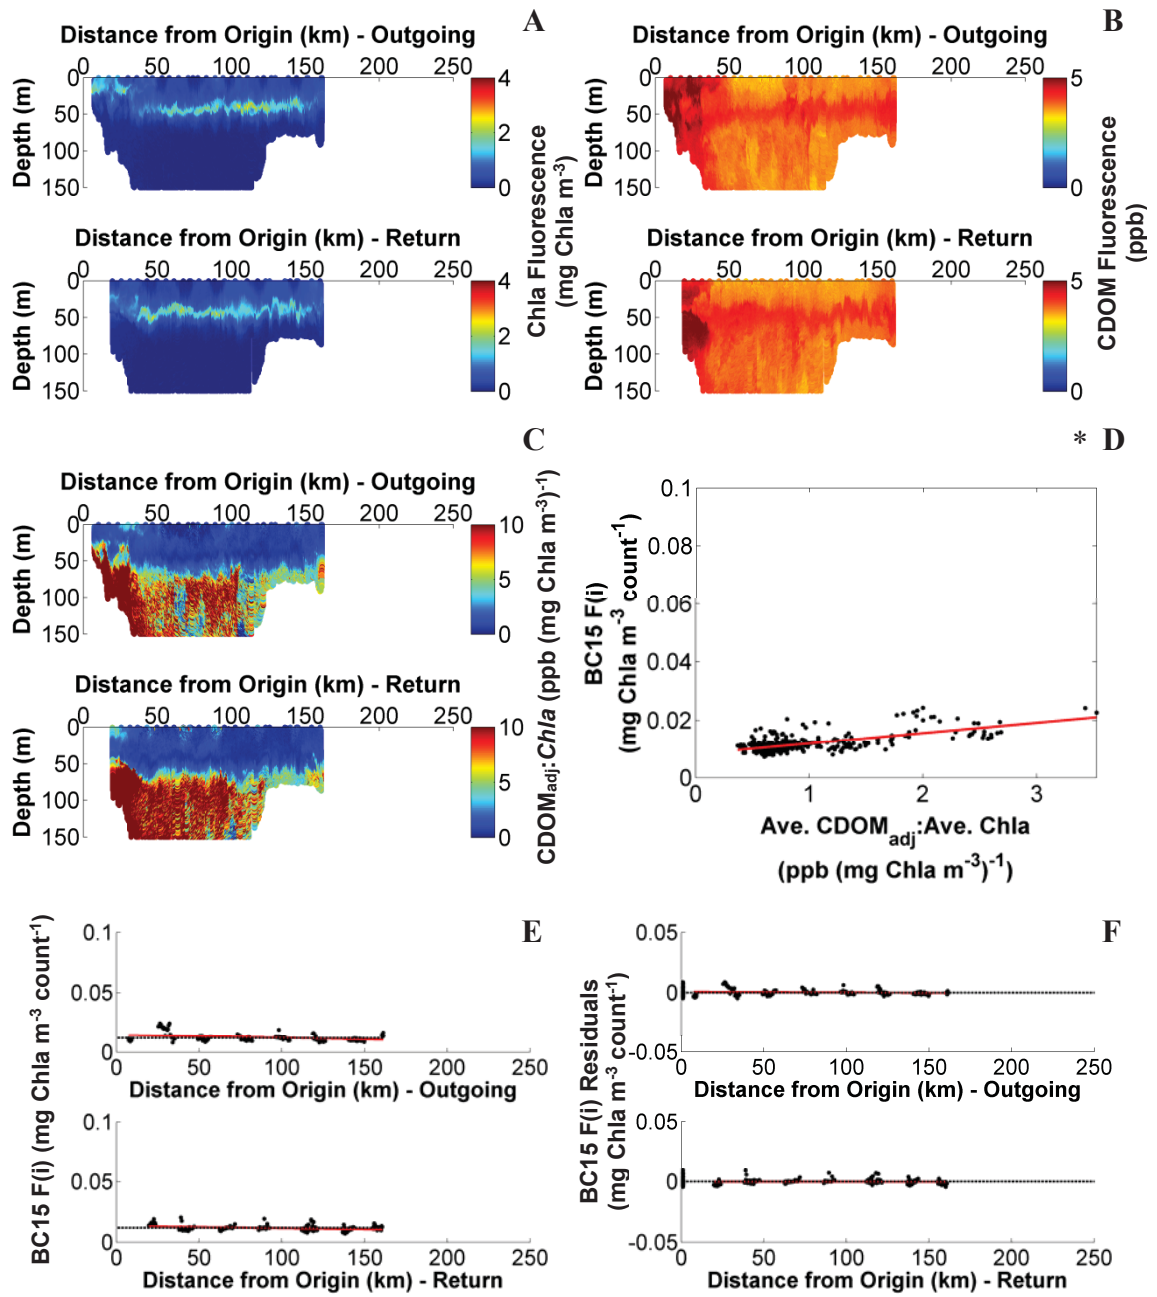 A
Distance from Origin (km) - Outgoing
0 50 100 150 200 250
Depth (m)
0
50
100
150
4
2
0
Distance from Origin (km) - Return
0 50 100 150 200 250
Depth (m)
0
50
100
150
4
2
0
Chla Fluorescence
(mg Chla m-3)
B
Distance from Origin (km) - Outgoing
0 50 100 150 200 250
Depth (m)
0
50
100
150
5
0
Distance from Origin (km) - Return
0 50 100 150 200 250
Depth (m)
0
50
100
150
5
0
CDOM Fluorescence
(ppb)
C
Distance from Origin (km) - Outgoing
0 50 100 150 200 250
Depth (m)
0
50
100
150
10
5
0
Distance from Origin (km) - Return
0 50 100 150 200 250
Depth (m)
0
50
100
150
10
5
0
CDOMadj:Chla (ppb (mg Chla m-3)-1)
* D
BC15 F(i)
(mg Chla m-3 count-1)
0.1
0.08
0.06
0.04
0.02
0
0 1 2 3
Ave. CDOMadj:Ave. Chla
(ppb (mg Chla m-3)-1)
E
BC15 F(i) (mg Chla m-3 count-1)
0.1
0.05
0
0 50 100 150 200 250
Distance from Origin (km) - Outgoing
0.1
0.05
0
0 50 100 150 200 250
Distance from Origin (km) - Return
F
BC15 F(i) Residuals
(mg Chla m-3 count-1)
0.05
0
-0.05
0 50 100 150 200 250
Distance from Origin (km) - Outgoing
0.05
0
-0.05
0 50 100 150 200 250
Distance from Origin (km) - Return